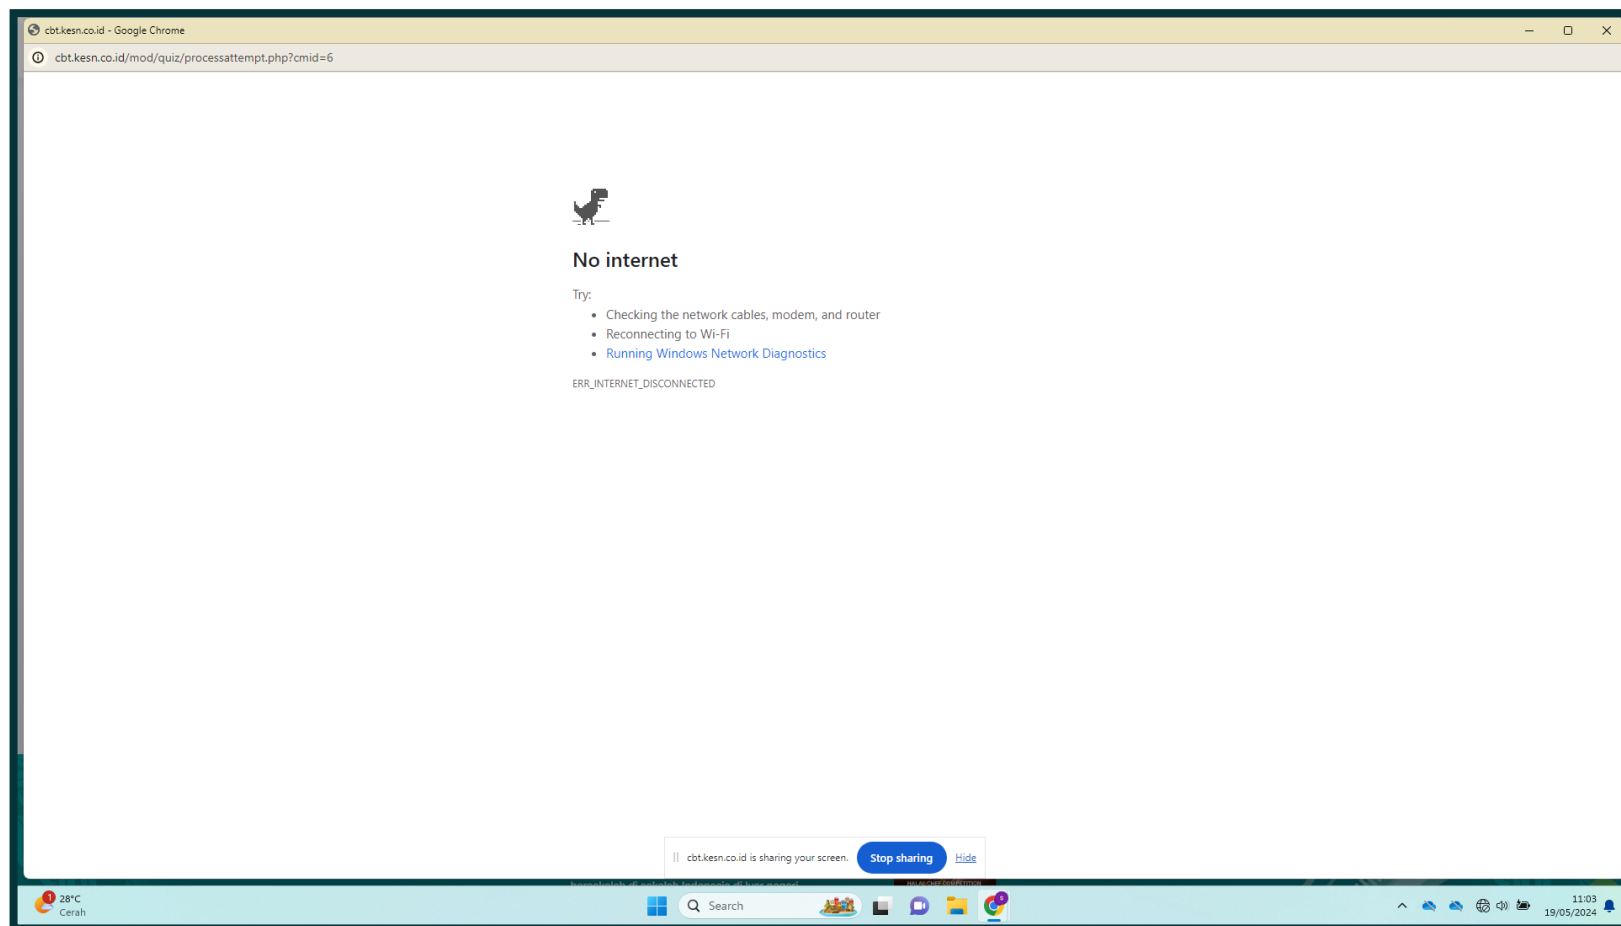 cbt.kesn.co.id - Google Chrome
cbt.kesn.co.id/mod/quiz/processattempt.php?cmid=6
No internet
Try:
• Checking the network cables, modem, and router
• Reconnecting to Wi-Fi
• Running Windows Network Diagnostics
ERR_INTERNET_DISCONNECTED
cbt.kesn.co.id is sharing your screen. Stop sharing Hide
1
28°C
Cerah
Search
11:03
19/05/2024